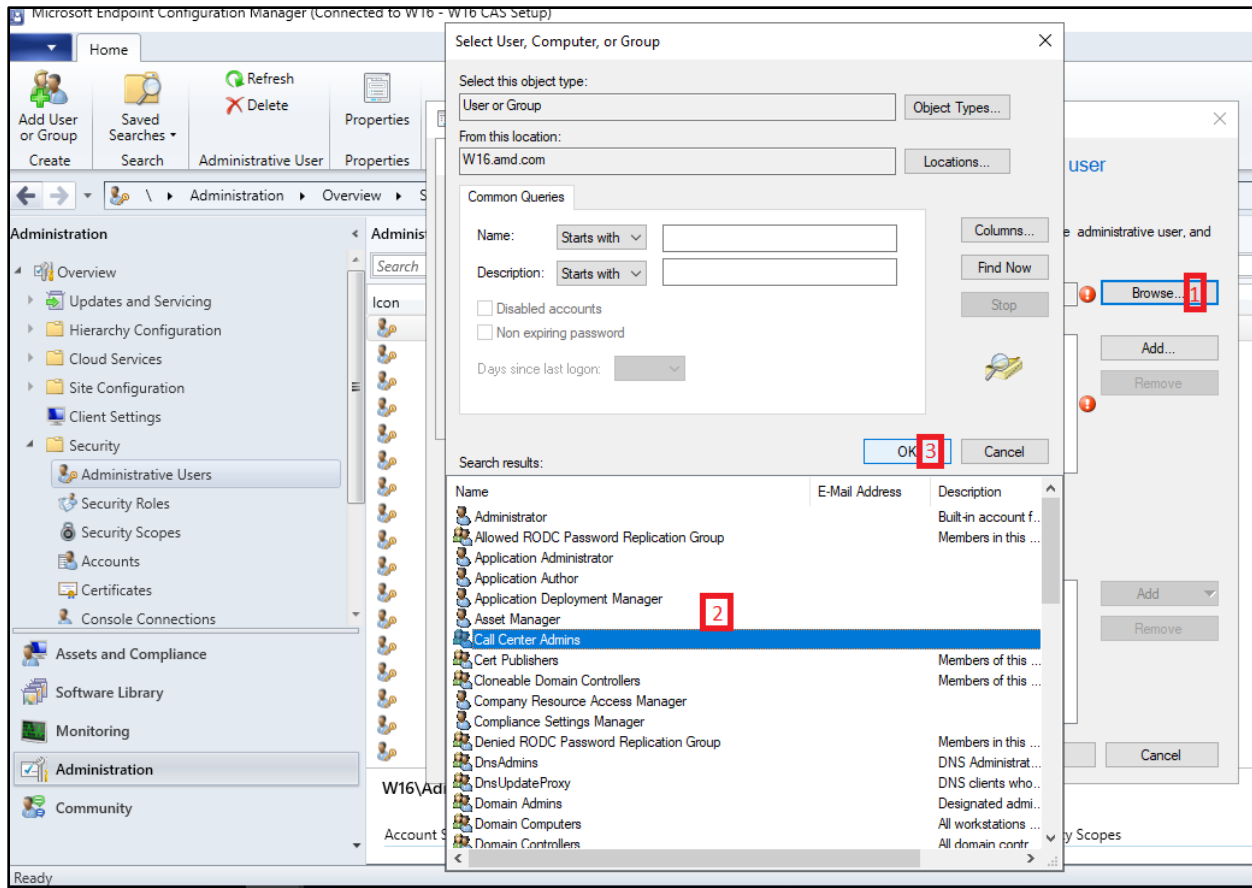 Microsoft Endpoint Configuration Manager (Connected to W16 - W16 CAS Setup)
Home
Add User
or Group
Saved
Searches
Refresh
Delete
Properties
Create
Search
Administrative User
Properties
\ Administration Overview S
Administration
Overview
Updates and Servicing
Hierarchy Configuration
Cloud Services
Site Configuration
Client Settings
Security
Administrative Users
Security Roles
Security Scopes
Accounts
Certificates
Console Connections
Assets and Compliance
Software Library
Monitoring
Administration
Community
Ready
Adminis
Search
Icon
W16\Adi
Account S
Select User, Computer, or Group
Select this object type:
User or Group
Object Types...
From this location:
W16.amd.com
Locations...
Common Queries
Name: Starts with
Description: Starts with
Disabled accounts
Non expiring password
Days since last logon:
Columns...
Find Now
Stop
OK 3 Cancel
Search results:
Name E-Mail Address Description
Administrator Built-in account f...
Allowed RODC Password Replication Group Members in this ...
Application Administrator
Application Author
Application Deployment Manager
2
Asset Manager
Call Center Admins
Cert Publishers Members of this ...
Cloneable Domain Controllers Members of this ...
Company Resource Access Manager
Compliance Settings Manager
Denied RODC Password Replication Group Members in this ...
DnsAdmins DNS Administrat...
DnsUpdateProxy DNS clients who...
Domain Admins Designated admi...
Domain Computers All workstations ...
Domain Controllers All domain contr
user
e administrative user, and
Browse... 1
Add...
Remove
Add
Remove
Cancel
y Scopes